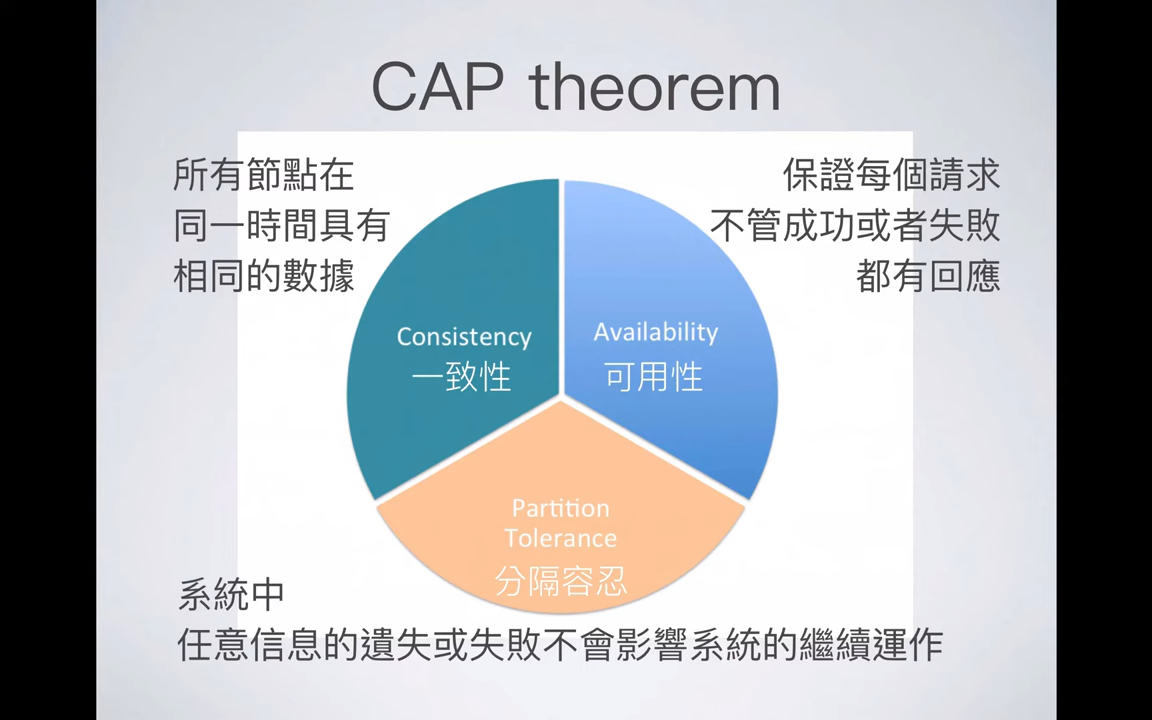 CAP theorem
所有節點在
同一時間具有
相同的數據
保證每個請求
不管成功或者失敗
都有回應
Consistency
一致性
Availability
可用性
Partition
Tolerance
分隔容忍
系統中
任意信息的遺失或失敗不會影響系統的繼續運作